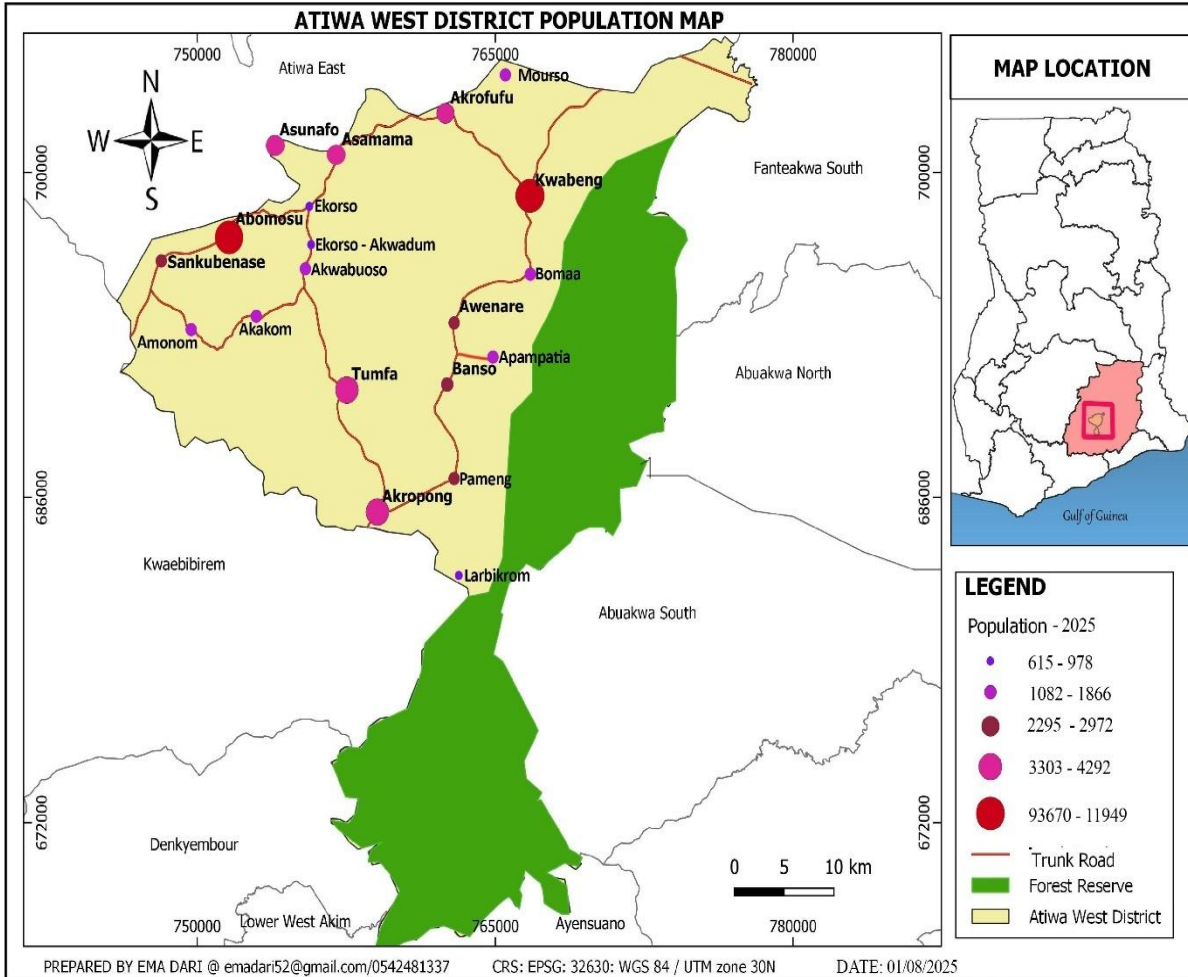 ATIWA WEST DISTRICT POPULATION MAP
750000
765000
780000
Atiwa East
Mourso
N
W
E
S
Akrofufu
Asunafo
Asamama
700000
700000
Fanteakwa South
Kwabeng
Ekorso
Abomosu
Ekorso - Akwadum
Sankubenase
Akwabuoso
Bomaa
Awenare
Akakom
Amonom
Apampatia
Banso
Tumfa
Abuakwa North
Pameng
Akropong
686000
686000
Kwaebibirem
Larbikrom
Abuakwa South
672000
672000
Denkyembour
0 5 10 km
Lower West Akim
Ayensuano
750000
765000
780000
PREPARED BY EMA DARI @ emadari52@gmail.com/0542481337
CRS: EPSG: 32630: WGS 84 / UTM zone 30N
DATE: 01/08/2025
MAP LOCATION
Gulf of Guinea
LEGEND
Population - 2025
615 - 978
1082 - 1866
2295 - 2972
3303 - 4292
93670 - 11949
Trunk Road
Forest Reserve
Atiwa West District